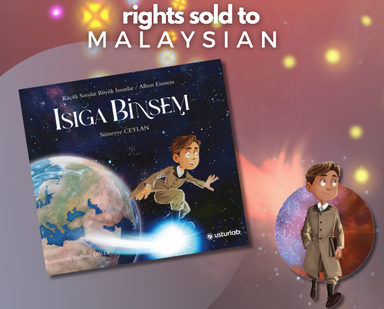 rights sold to
MALAYSIAN
Küçük Sorular Büyük İnsanlar / Albert Einstein
IŞIĞA BİNSEM
Sümeyye CEYLAN
usturlab